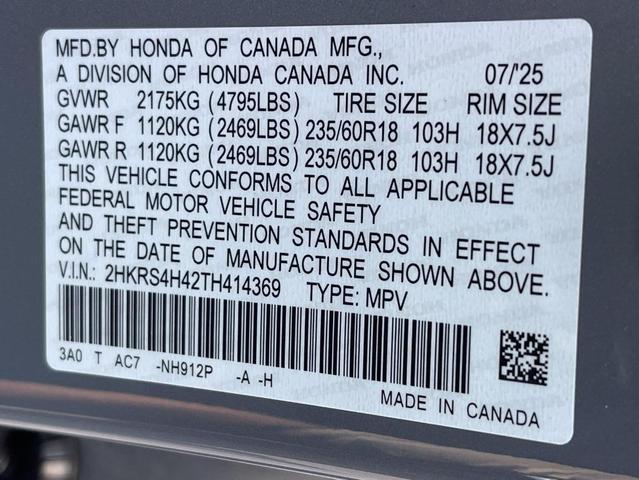 MFD.BY HONDA OF CANADA MFG.,
A DIVISION OF HONDA CANADA INC. 07/'25
GVWR 2175KG (4795LBS) TIRE SIZE RIM SIZE
GAWR F 1120KG (2469LBS) 235/60R18 103H 18X7.5J
GAWR R 1120KG (2469LBS) 235/60R18 103H 18X7.5J
THIS VEHICLE CONFORMS TO ALL APPLICABLE
FEDERAL MOTOR VEHICLE SAFETY
AND THEFT PREVENTION STANDARDS IN EFFECT
ON THE DATE OF MANUFACTURE SHOWN ABOVE.
V.I.N.: 2HKRS4H42TH414369 TYPE: MPV
3A0 T AC7 -NH912P -A -H
MADE IN CANADA